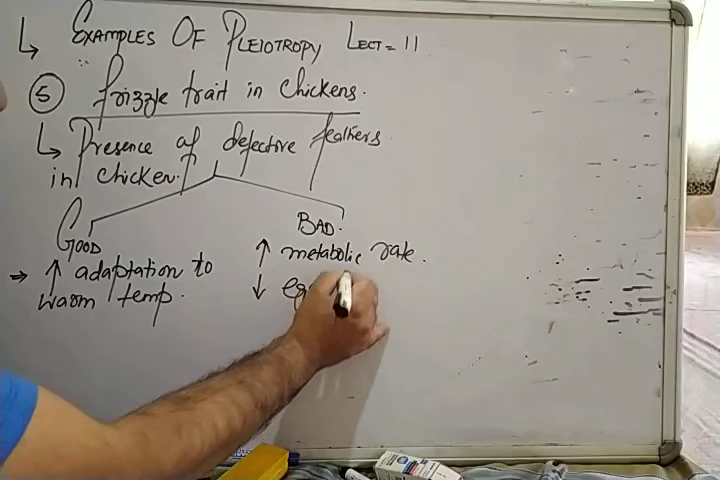 ↳ EXAMPLES OF PLEIOTROPY LECT = 11
⑤ frizzle trait in chickens.
↳ Presence of defective feathers
in chicken.
GOOD
BAD.
⇒ ↑ adaptation to
warm temp.
↑ metabolic rate.
↓ eg